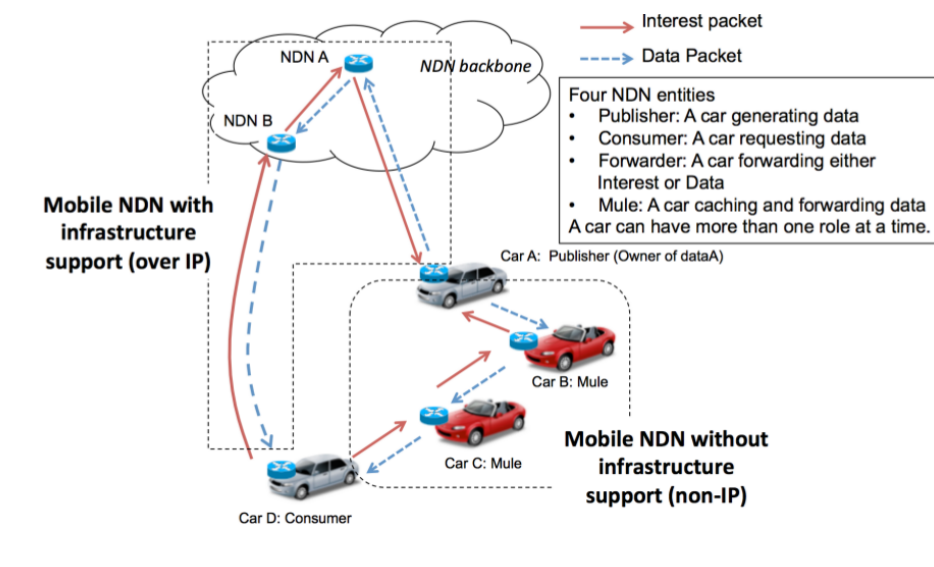 Interest packet
Data Packet
NDN A
NDN backbone
NDN B
Four NDN entities
• Publisher: A car generating data
• Consumer: A car requesting data
• Forwarder: A car forwarding either
Interest or Data
• Mule: A car caching and forwarding data
A car can have more than one role at a time.
Mobile NDN with
infrastructure
support (over IP)
Car A: Publisher (Owner of dataA)
Car B: Mule
Car C: Mule
Mobile NDN without
infrastructure
support (non-IP)
Car D: Consumer